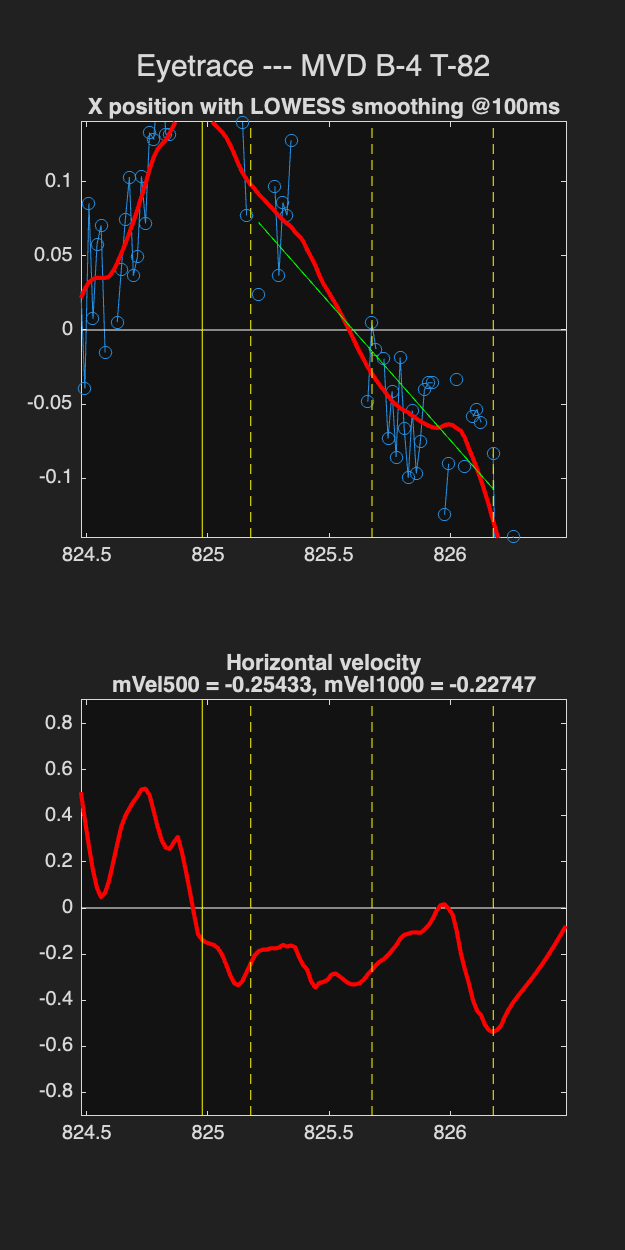 Eyetrace --- MVD B-4 T-82
X position with LOWESS smoothing @100ms
0.1
0.05
0
-0.05
-0.1
824.5 825 825.5 826
Horizontal velocity
mVel500 = -0.25433, mVel1000 = -0.22747
0.8
0.6
0.4
0.2
0
-0.2
-0.4
-0.6
-0.8
824.5 825 825.5 826